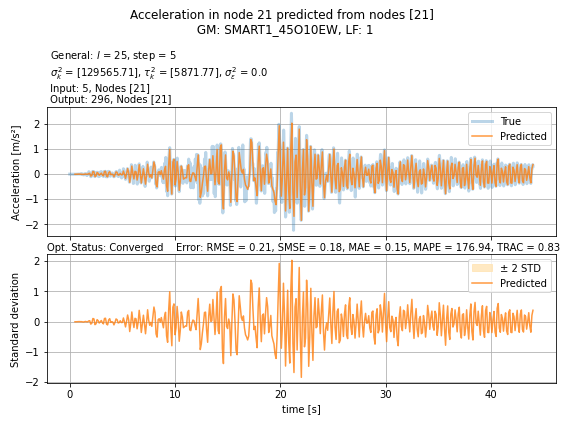 Acceleration in node 21 predicted from nodes [21]
GM: SMART1_45O10EW, LF: 1
General: l = 25, step = 5
σ²ₖ = [129565.71], τ²ₖ = [5871.77], σ²ε = 0.0
Input: 5, Nodes [21]
Output: 296, Nodes [21]
Acceleration [m/s²]
2
1
0
−1
−2
True
Predicted
Opt. Status: Converged Error: RMSE = 0.21, SMSE = 0.18, MAE = 0.15, MAPE = 176.94, TRAC = 0.83
Standard deviation
2
1
0
−1
−2
± 2 STD
Predicted
0 10 20 30 40
time [s]